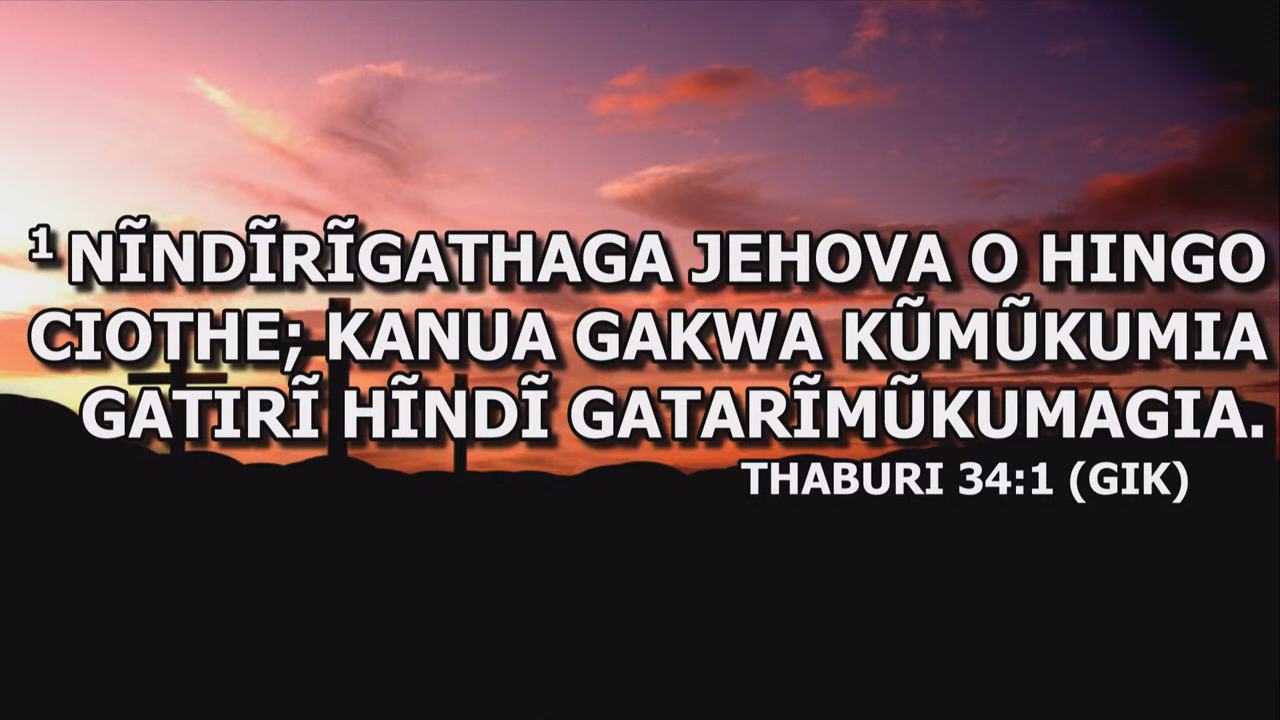 ¹ NĨNDĨRĨGATHAGA JEHOVA O HINGO
CIOTHE; KANUA GAKWA KŨMŨKUMIA
GATIRĨ HĨNDĨ GATARĨMŨKUMAGIA.
THABURI 34:1 (GIK)